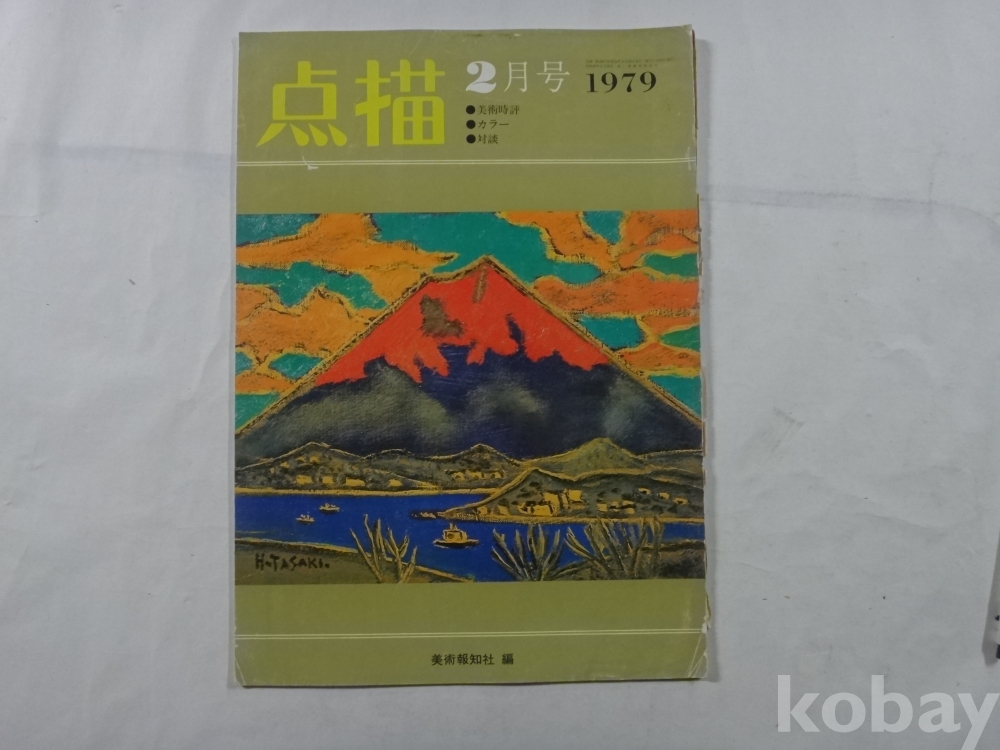 点描
2月号
1979
●美術時評
●カラー
●対談
H・TASAKI.
美術報知社 編
kobay